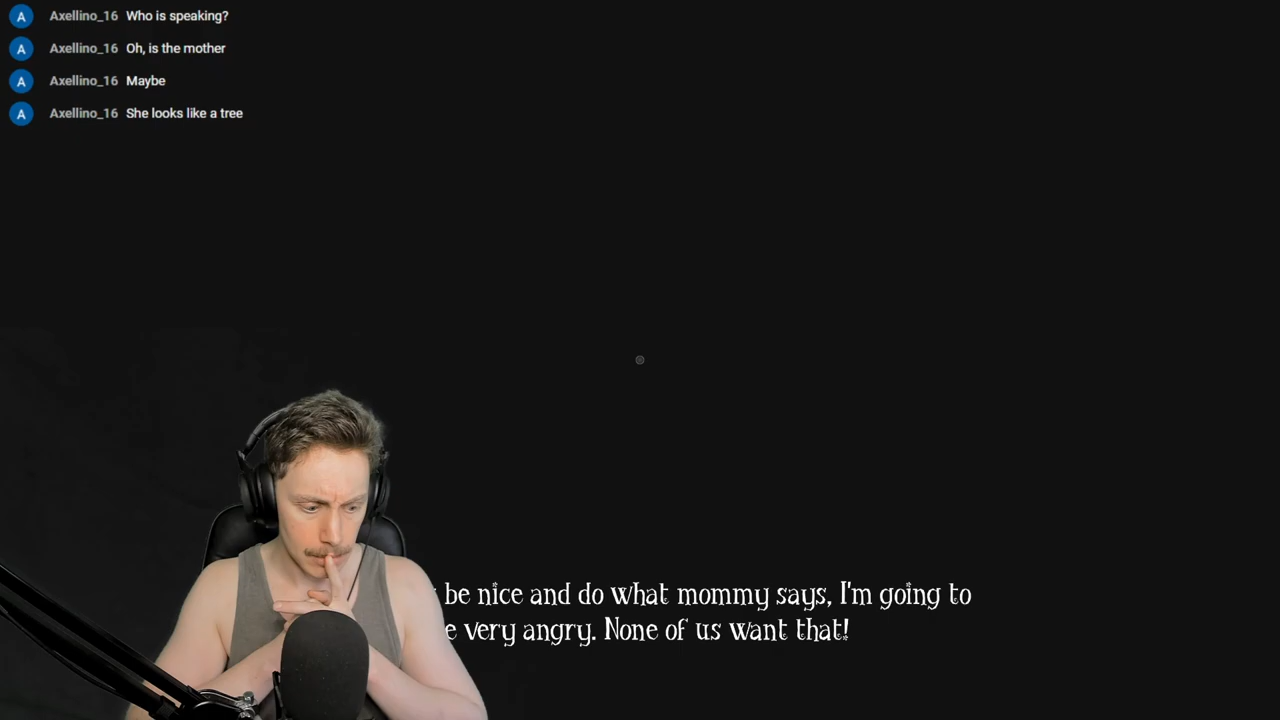 A Axellino_16 Who is speaking?
A Axellino_16 Oh, is the mother
A Axellino_16 Maybe
A Axellino_16 She looks like a tree
be nice and do what mommy says, I'm going to
very angry. None of us want that!